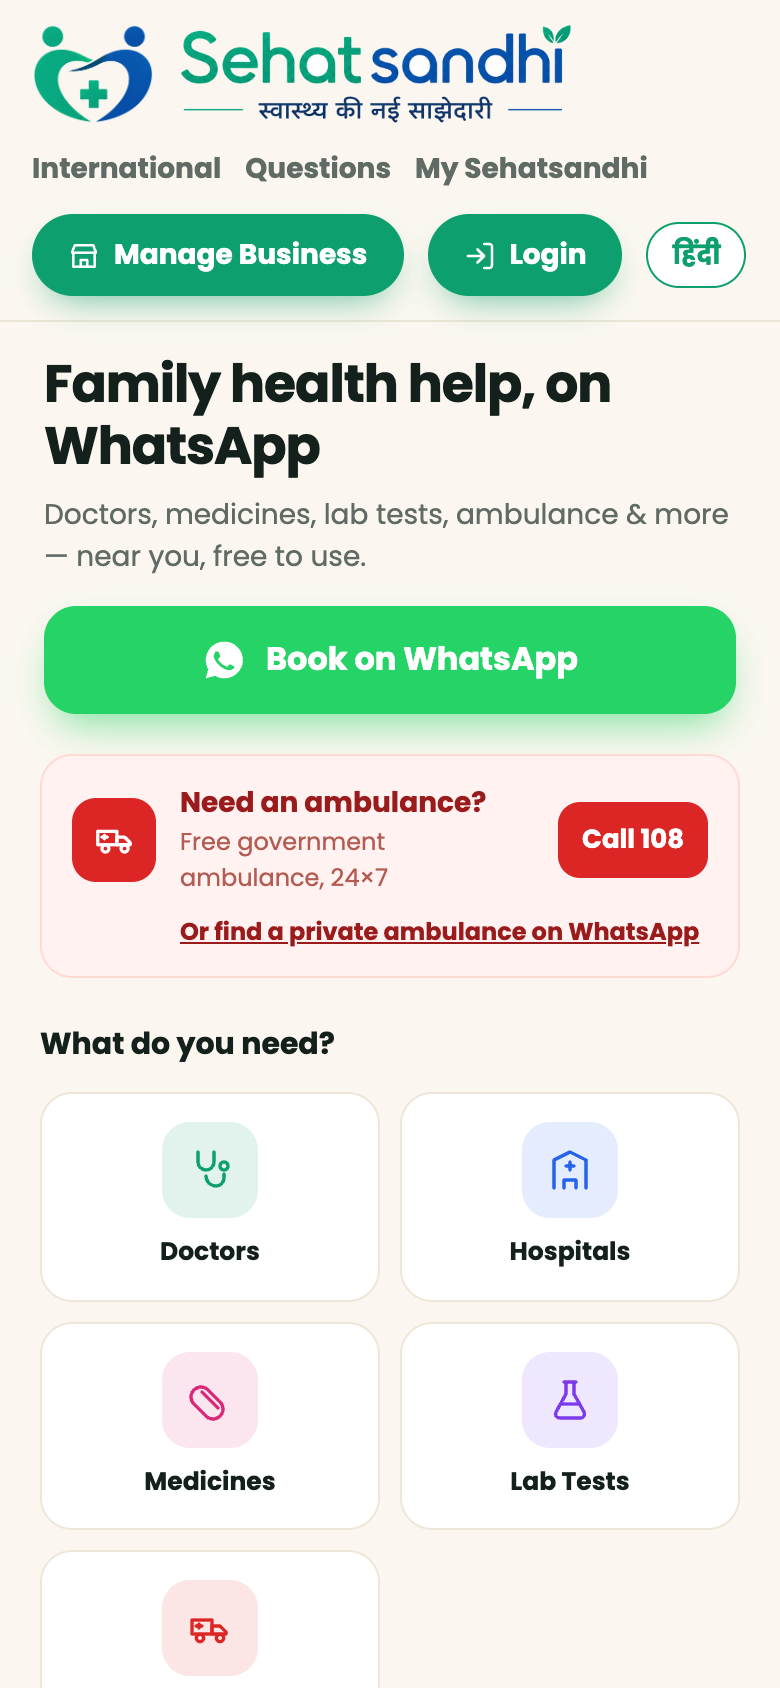 Sehatsandhi
स्वास्थ्य की नई साझेदारी
International Questions My Sehatsandhi
Manage Business Login हिंदी
Family health help, on
WhatsApp
Doctors, medicines, lab tests, ambulance & more
— near you, free to use.
Book on WhatsApp
Need an ambulance?
Free government
ambulance, 24×7
Call 108
Or find a private ambulance on WhatsApp
What do you need?
Doctors Hospitals
Medicines Lab Tests